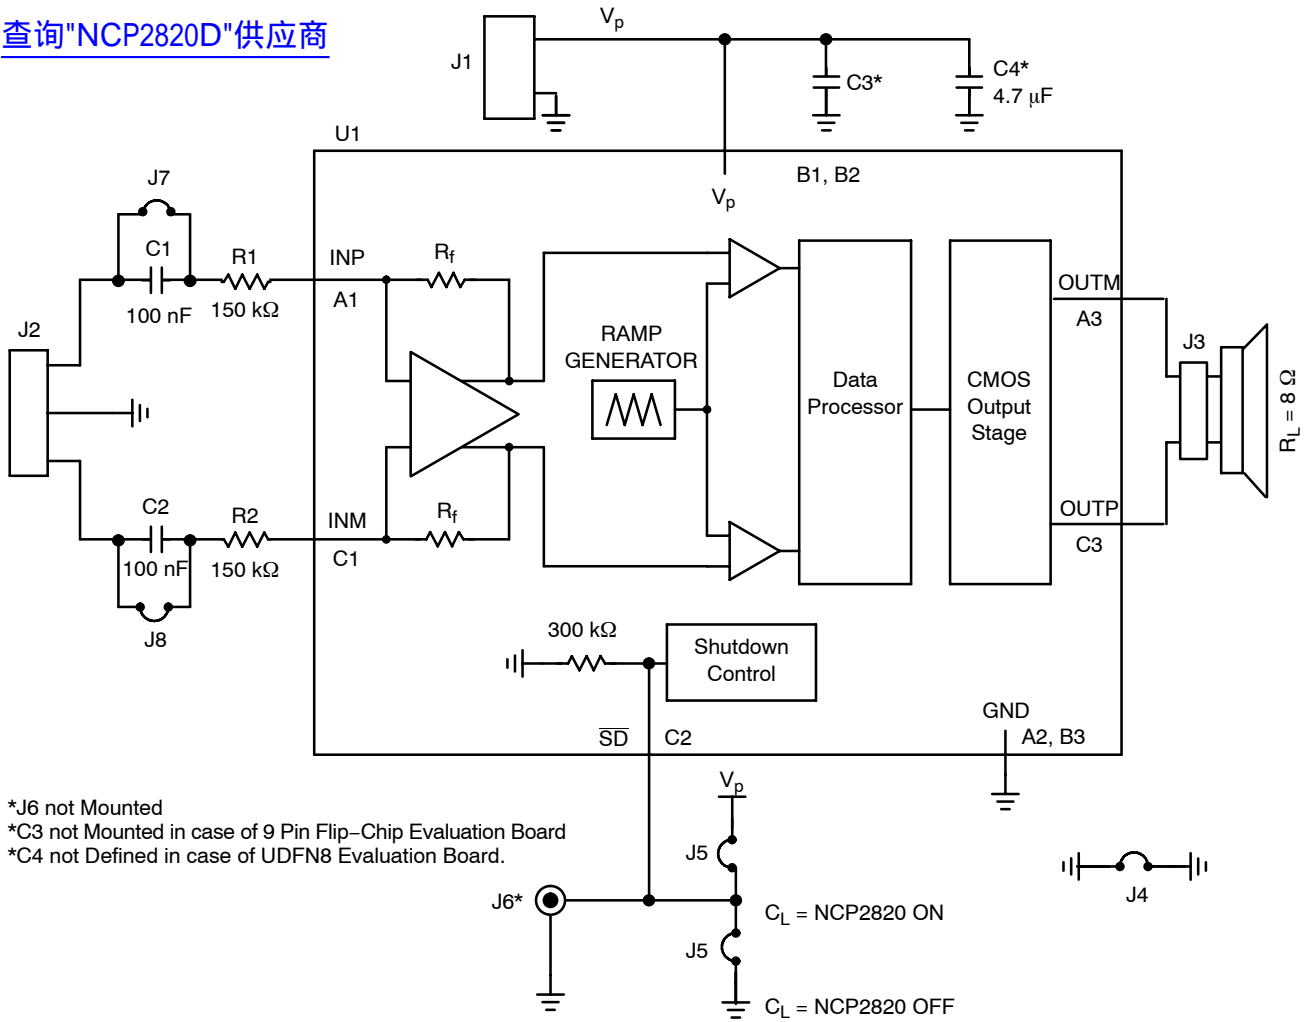 查询"NCP2820D"供应商
Vp
J1
C3*
C4*
4.7 μF
U1
B1, B2
Vp
J7
C1
100 nF
R1
150 kΩ
INP
A1
Rf
J2
RAMP
GENERATOR
Data
Processor
CMOS
Output
Stage
OUTM
A3
J3
RL = 8 Ω
C2
100 nF
R2
150 kΩ
INM
C1
Rf
OUTP
C3
J8
300 kΩ
Shutdown
Control
SD
C2
GND
A2, B3
Vp
*J6 not Mounted
*C3 not Mounted in case of 9 Pin Flip−Chip Evaluation Board
*C4 not Defined in case of UDFN8 Evaluation Board.
J5
J4
J6*
CL = NCP2820 ON
J5
CL = NCP2820 OFF